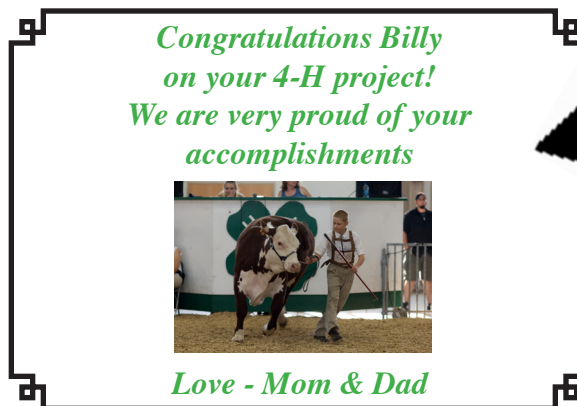 Congratulations Billy
on your 4-H project!
We are very proud of your
accomplishments
Love - Mom & Dad